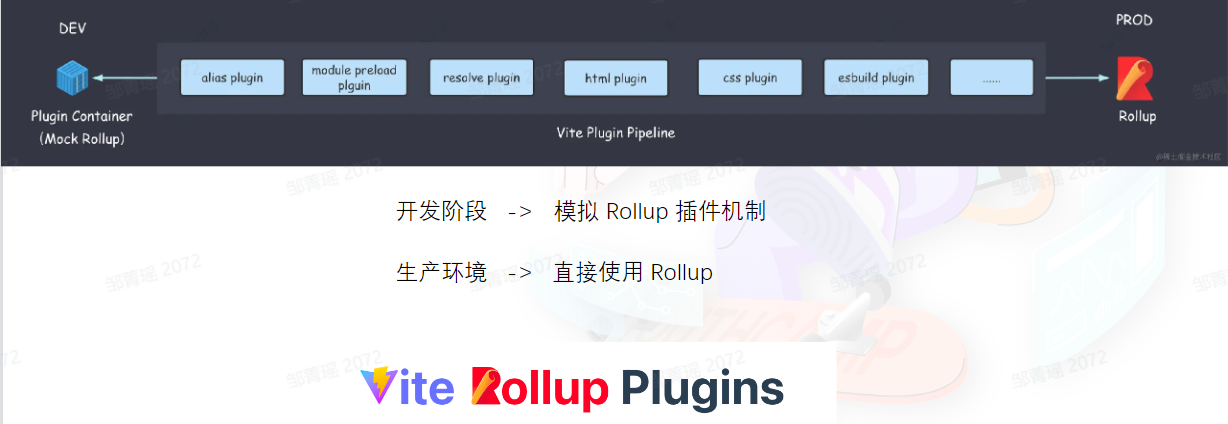 DEV
PROD
alias plugin
module preload
plguin
resolve plugin
html plugin
css plugin
esbuild plugin
......
Plugin Container
(Mock Rollup)
Rollup
Vite Plugin Pipeline
@稀土掘金技术社区
开发阶段 -> 模拟 Rollup 插件机制
生产环境 -> 直接使用 Rollup
Vite Rollup Plugins
邹菁瑶 2072